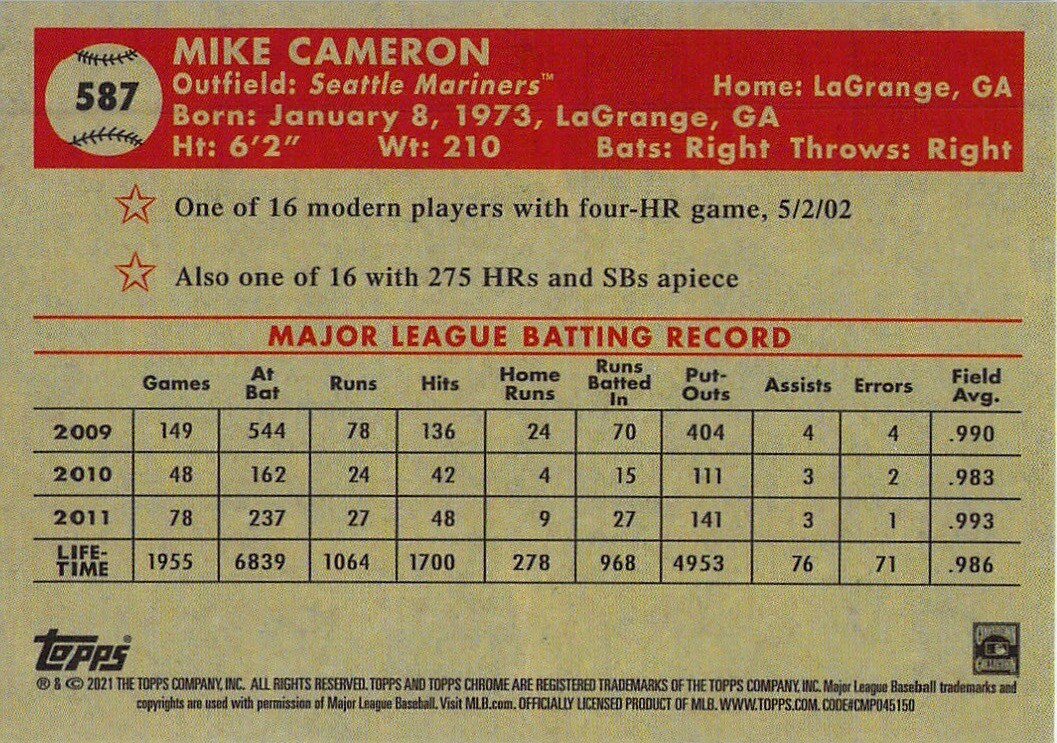 587
MIKE CAMERON
Outfield: Seattle Mariners™ Home: LaGrange, GA
Born: January 8, 1973, LaGrange, GA
Ht: 6'2" Wt: 210 Bats: Right Throws: Right
☆ One of 16 modern players with four-HR game, 5/2/02
☆ Also one of 16 with 275 HRs and SBs apiece
MAJOR LEAGUE BATTING RECORD
Games At Bat Runs Hits Home Runs Runs Batted In Put-Outs Assists Errors Field Avg.
2009 149 544 78 136 24 70 404 4 4 .990
2010 48 162 24 42 4 15 111 3 2 .983
2011 78 237 27 48 9 27 141 3 1 .993
LIFE-TIME 1955 6839 1064 1700 278 968 4953 76 71 .986
topps®
® & © 2021 THE TOPPS COMPANY, INC. ALL RIGHTS RESERVED. TOPPS AND TOPPS CHROME ARE REGISTERED TRADEMARKS OF THE TOPPS COMPANY, INC. Major League Baseball trademarks and
copyrights are used with permission of Major League Baseball. Visit MLB.com. OFFICIALLY LICENSED PRODUCT OF MLB. WWW.TOPPS.COM. CODE#CMP045150